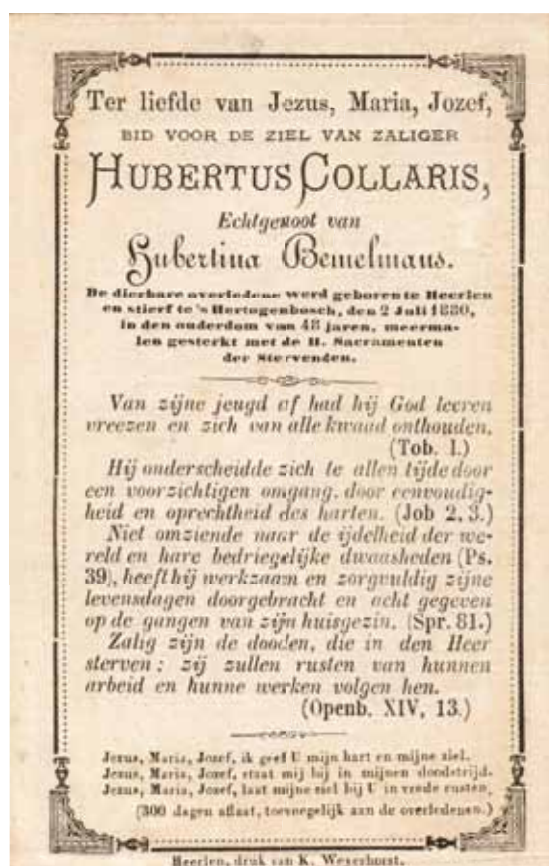 Ter liefde van Jezus, Maria, Jozef,
BID VOOR DE ZIEL VAN ZALIGER
HUBERTUS COLLARIS,
Echtgenoot van
Hubertina Bemelmans.
De dierbare overledene werd geboren te Heerlen
en stierf te 's Hertogenbosch, den 2 Juli 1880,
in den ouderdom van 48 jaren, meerma-
len gesterkt met de H. Sacramenten
der Stervenden.
Van zijne jeugd af had hij God leeren
vreezen en zich van alle kwaad onthouden.
(Tob. I.)
Hij onderscheidde zich te allen tijde door
een voorzichtigen omgang, door eenvoudig-
heid en oprechtheid des harten. (Job 2, 3.)
Niet omziende naar de ijdelheid der we-
reld en hare bedriegelijke dwaasheden (Ps.
39), heeft hij werkzaam en zorgvuldig zijne
levensdagen doorgebracht en acht gegeven
op de gangen van zijn huisgezin. (Spr. 81.)
Zalig zijn de dooden, die in den Heer
sterven; zij zullen rusten van hunnen
arbeid en hunne werken volgen hen.
(Openb. XIV, 13.)
Jezus, Maria, Jozef, ik geef U mijn hart en mijne ziel.
Jezus, Maria, Jozef, staat mij bij in mijnen doodstrijd.
Jezus, Maria, Jozef, laat mijne ziel bij U in vrede rusten.
(300 dagen aflaat, toevoegelijk aan de overledenen.)
Heerlen, druk van K. Weyerhorst.